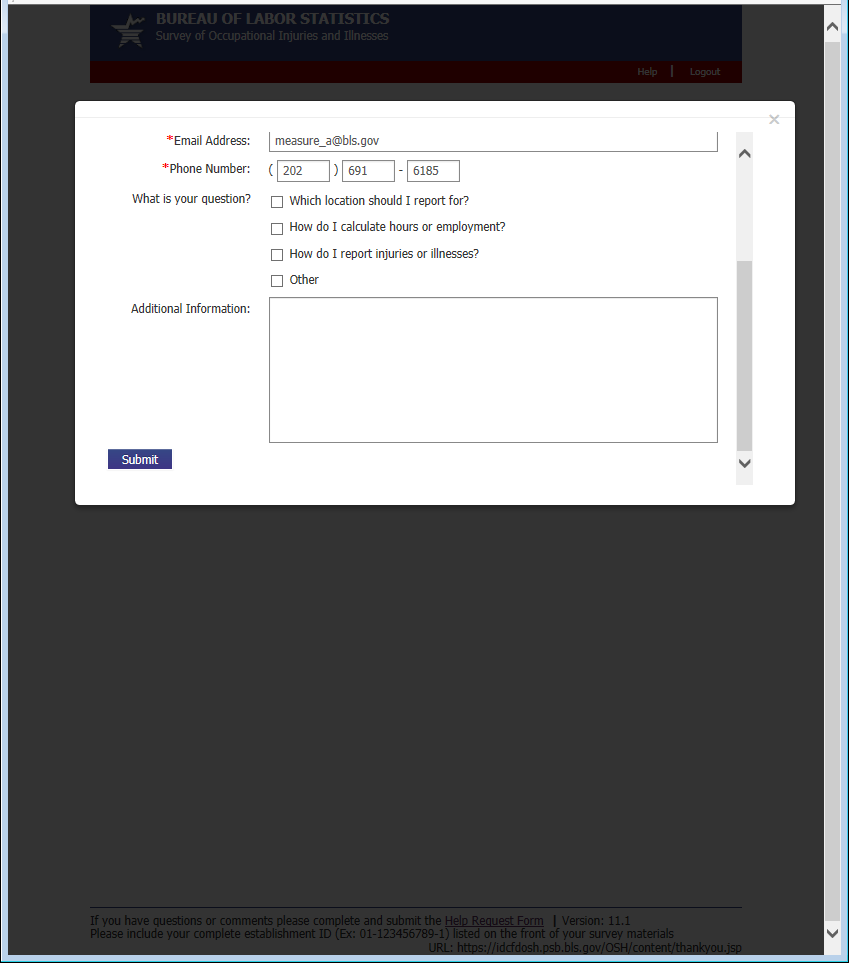 BUREAU OF LABOR STATISTICS
Survey of Occupational Injuries and Illnesses
Help | Logout
×
*Email Address: measure_a@bls.gov
*Phone Number: ( 202 ) 691 - 6185
What is your question? Which location should I report for?
How do I calculate hours or employment?
How do I report injuries or illnesses?
Other
Additional Information:
Submit
If you have questions or comments please complete and submit the Help Request Form | Version: 11.1
Please include your complete establishment ID (Ex: 01-123456789-1) listed on the front of your survey materials
URL: https://idcfdosh.psb.bls.gov/OSH/content/thankyou.jsp